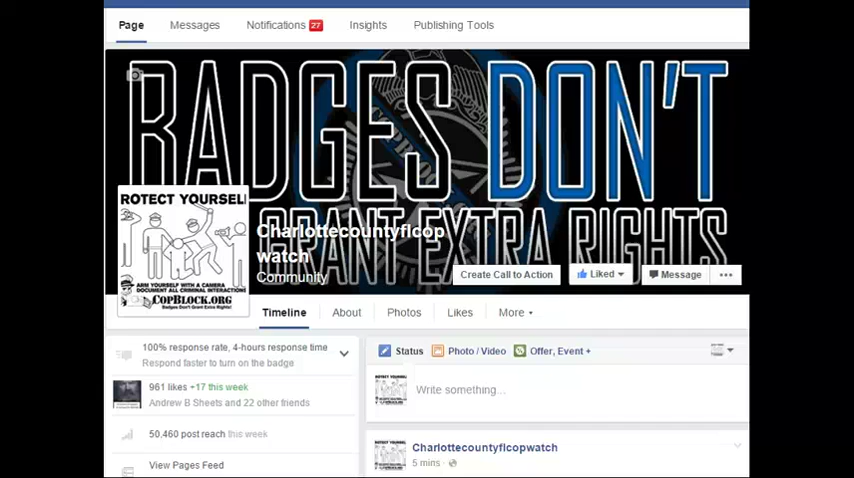 Page Messages Notifications 27 Insights Publishing Tools
BADGES DON'T
GRANT EXTRA RIGHTS
ROTECT YOURSELF
ARM YOURSELF WITH A CAMERA
DOCUMENT ALL CRIMINAL INTERACTIONS
COPBLOCK.ORG
Badges Don't Grant Extra Rights!
Charlottecountyflcop
watch
Community
Create Call to Action Liked Message
Timeline About Photos Likes More
100% response rate, 4-hours response time
Respond faster to turn on the badge
961 likes +17 this week
Andrew B Sheets and 22 other friends
50,460 post reach this week
View Pages Feed
Status Photo / Video Offer, Event +
Write something...
Charlottecountyflcopwatch
5 mins ·